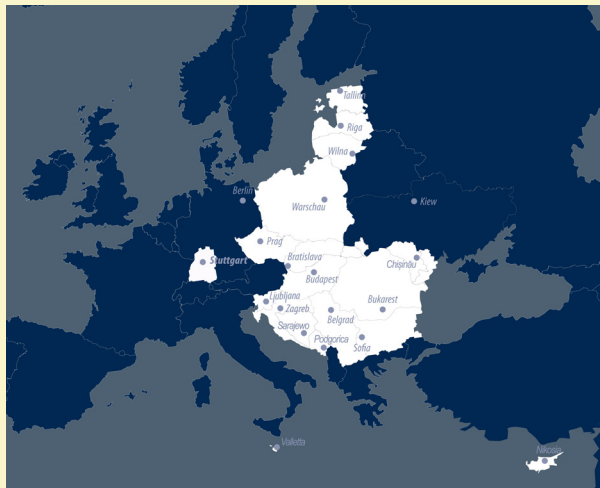 Tallinn
Riga
Wilna
Berlin
Warschau
Kiew
Prag
Stuttgart
Bratislava
Chişinău
Budapest
Ljubljana
Zagreb
Bukarest
Belgrad
Sarajewo
Podgorica
Sofia
Valletta
Nikosia